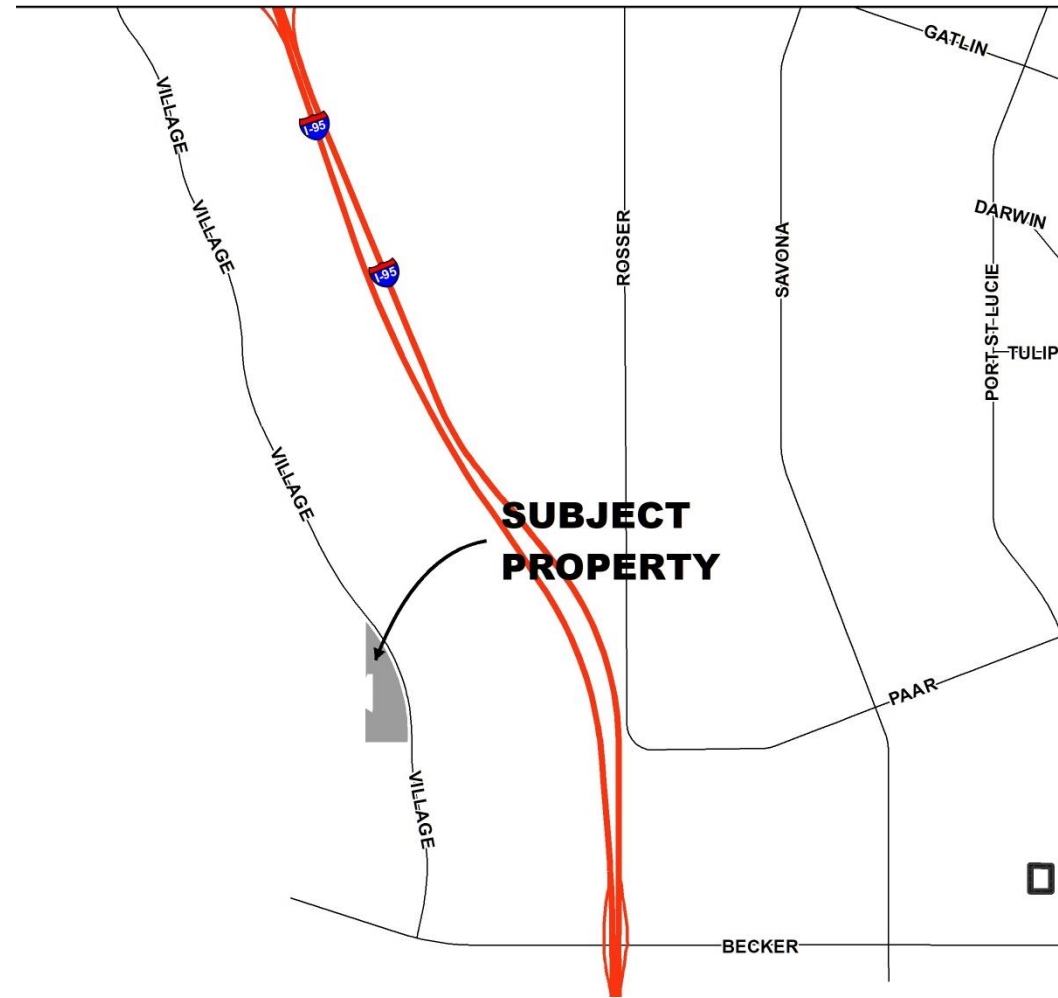 GATLIN
VILLAGE
I-95
VILLAGE
DARWIN
ROSSER
SAVONA
I-95
PORT-ST-LUCIE
TULIP
VILLAGE
SUBJECT
PROPERTY
PAAR
VILLAGE
BECKER